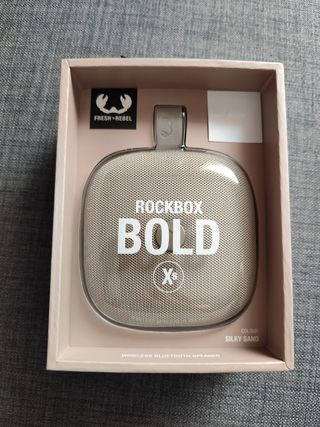 FRESH 'N REBEL
ROCKBOX
BOLD
Xs
COLOUR
SILKY SAND
WIRELESS BLUETOOTH SPEAKER